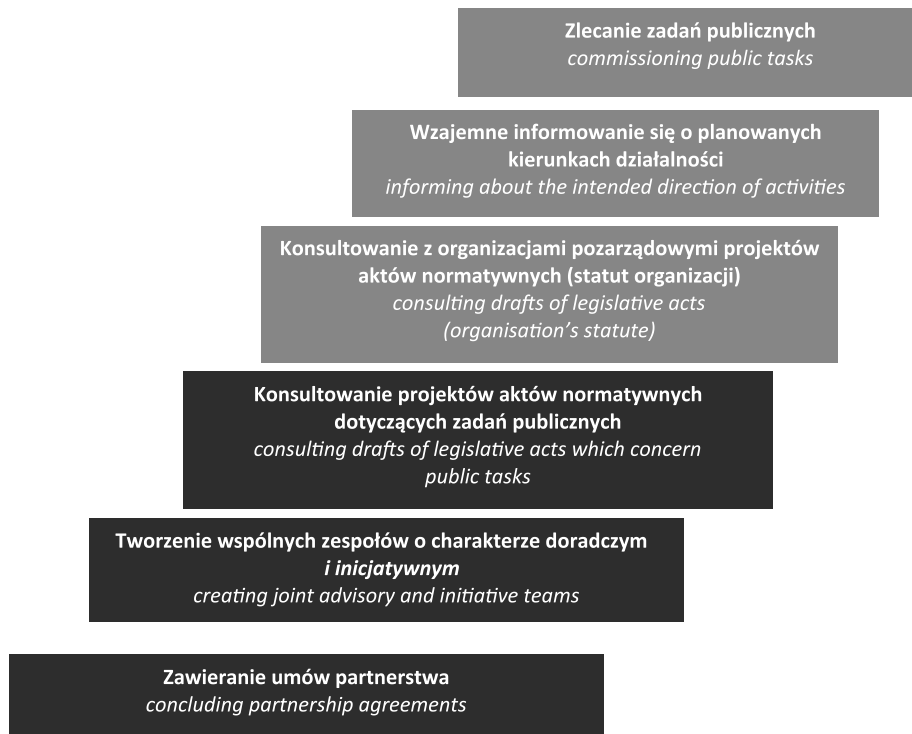 Zlecanie zadań publicznych
commissioning public tasks
Wzajemne informowanie się o planowanych
kierunkach działalności
informing about the intended direction of activities
Konsultowanie z organizacjami pozarządowymi projektów
aktów normatywnych (statut organizacji)
consulting drafts of legislative acts
(organisation’s statute)
Konsultowanie projektów aktów normatywnych
dotyczących zadań publicznych
consulting drafts of legislative acts which concern
public tasks
Tworzenie wspólnych zespołów o charakterze doradczym
i inicjatywnym
creating joint advisory and initiative teams
Zawieranie umów partnerstwa
concluding partnership agreements